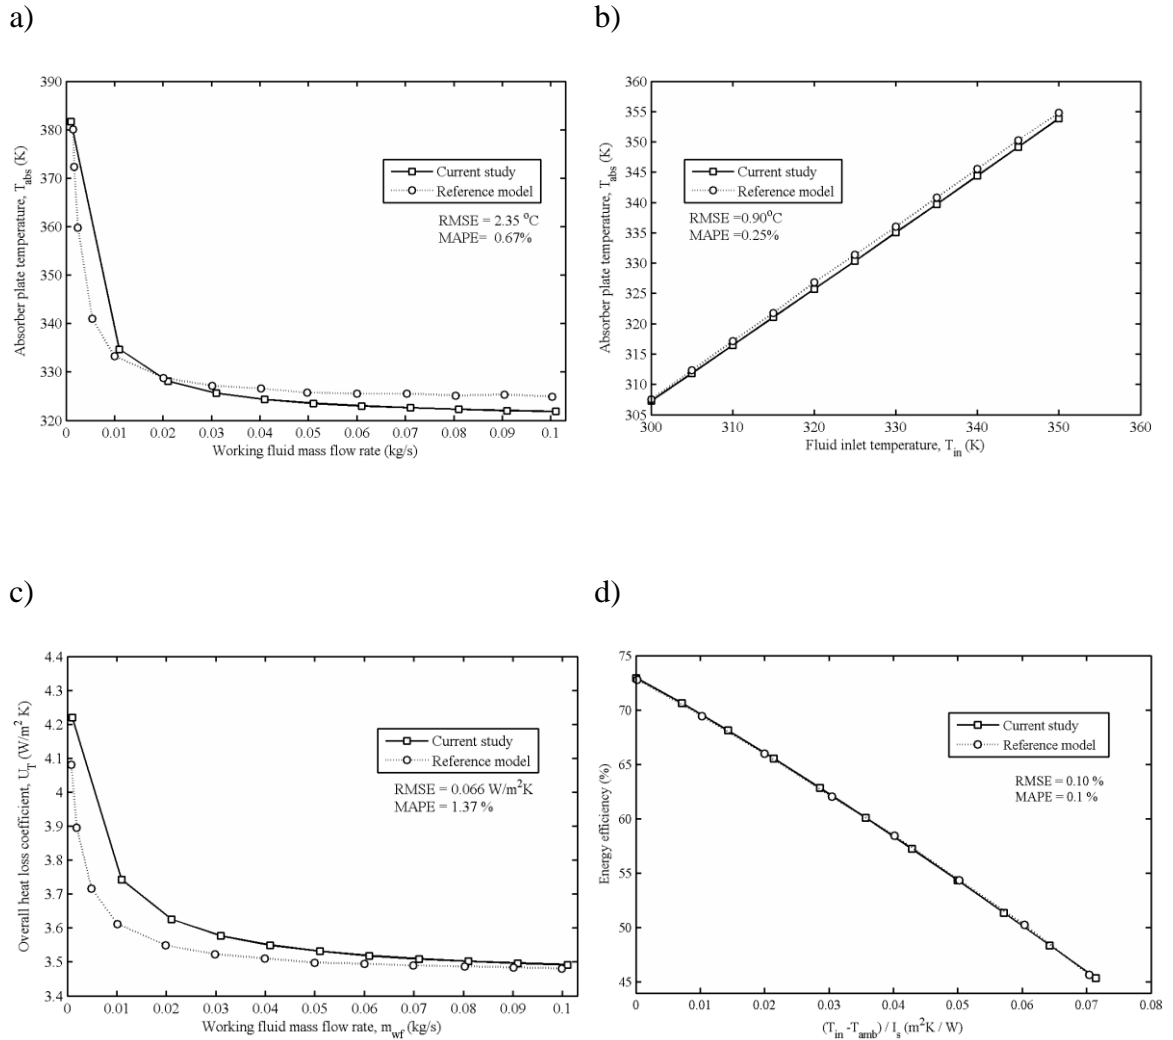 a)
390
380
370
360
350
340
330
320
Absorber plate temperature, T_abs (K)
Current study
Reference model
RMSE = 2.35 °C
MAPE= 0.67%
0 0.01 0.02 0.03 0.04 0.05 0.06 0.07 0.08 0.09 0.1
Working fluid mass flow rate (kg/s)
b)
360
355
350
345
340
335
330
325
320
315
310
305
Absorber plate temperature, T_abs (K)
Current study
Reference model
RMSE =0.90°C
MAPE =0.25%
300 310 320 330 340 350 360
Fluid inlet temperature, T_in (K)
c)
4.4
4.3
4.2
4.1
4
3.9
3.8
3.7
3.6
3.5
3.4
Overall heat loss coefficient, U_T (W/m² K)
Current study
Reference model
RMSE = 0.066 W/m²K
MAPE = 1.37 %
0 0.01 0.02 0.03 0.04 0.05 0.06 0.07 0.08 0.09 0.1
Working fluid mass flow rate, m_wf (kg/s)
d)
75
70
65
60
55
50
45
Energy efficiency (%)
Current study
Reference model
RMSE = 0.10 %
MAPE = 0.1 %
0 0.01 0.02 0.03 0.04 0.05 0.06 0.07 0.08
(T_in -T_amb) / I_s (m²K / W)